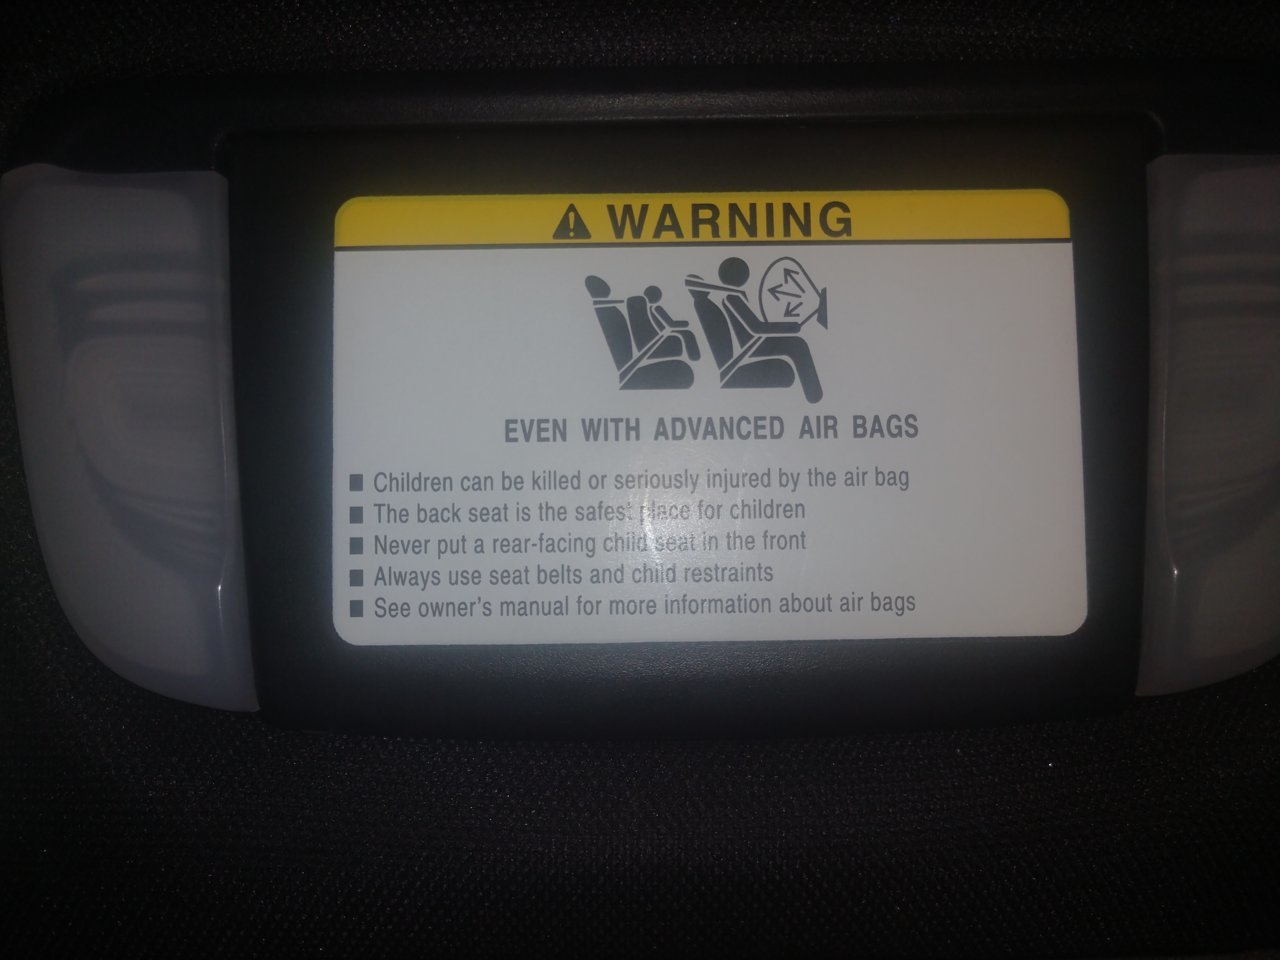 WARNING
EVEN WITH ADVANCED AIR BAGS
■ Children can be killed or seriously injured by the air bag
■ The back seat is the safest place for children
■ Never put a rear-facing child seat in the front
■ Always use seat belts and child restraints
■ See owner's manual for more information about air bags